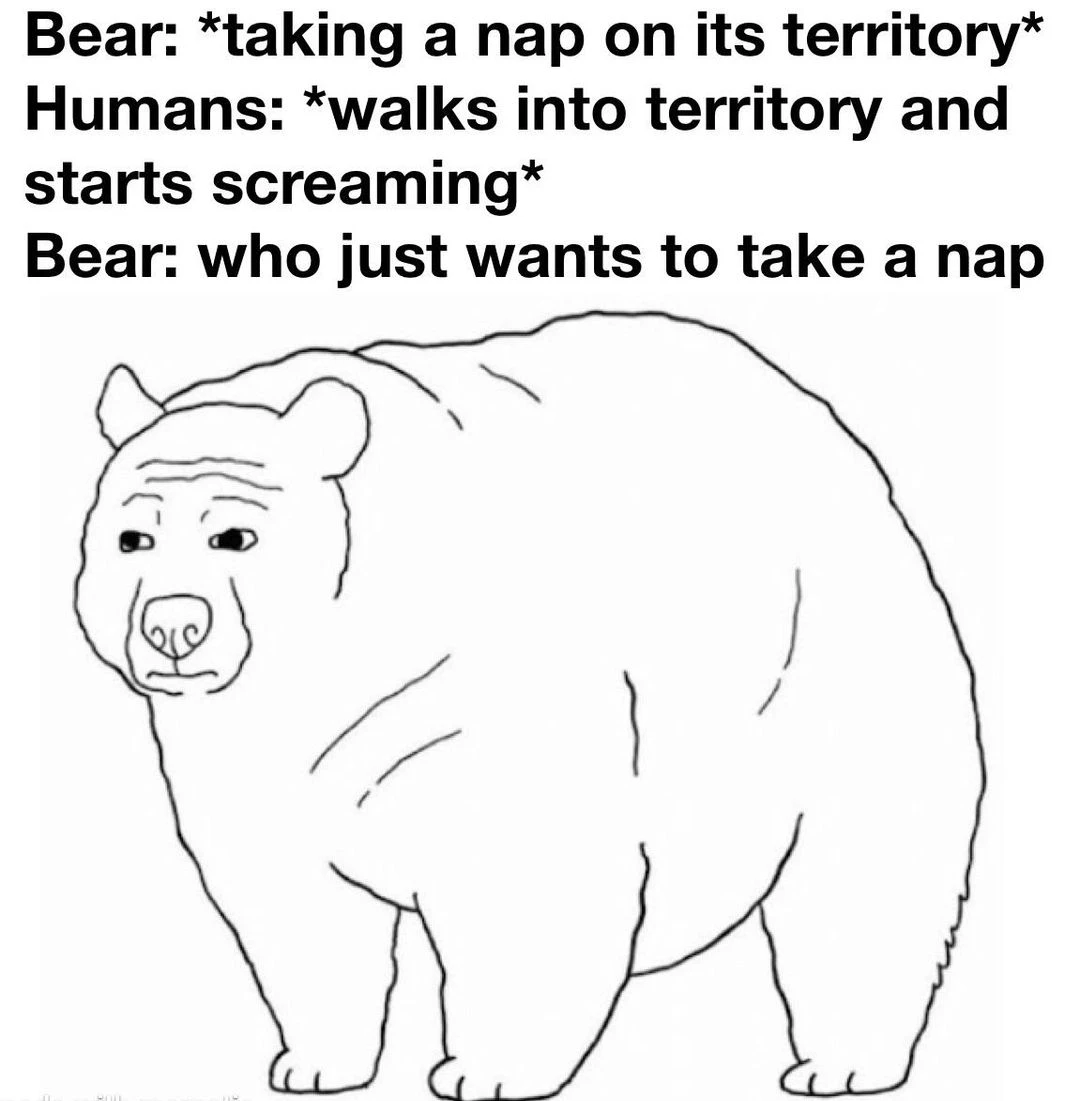 Bear: *taking a nap on its territory*
Humans: *walks into territory and
starts screaming*
Bear: who just wants to take a nap